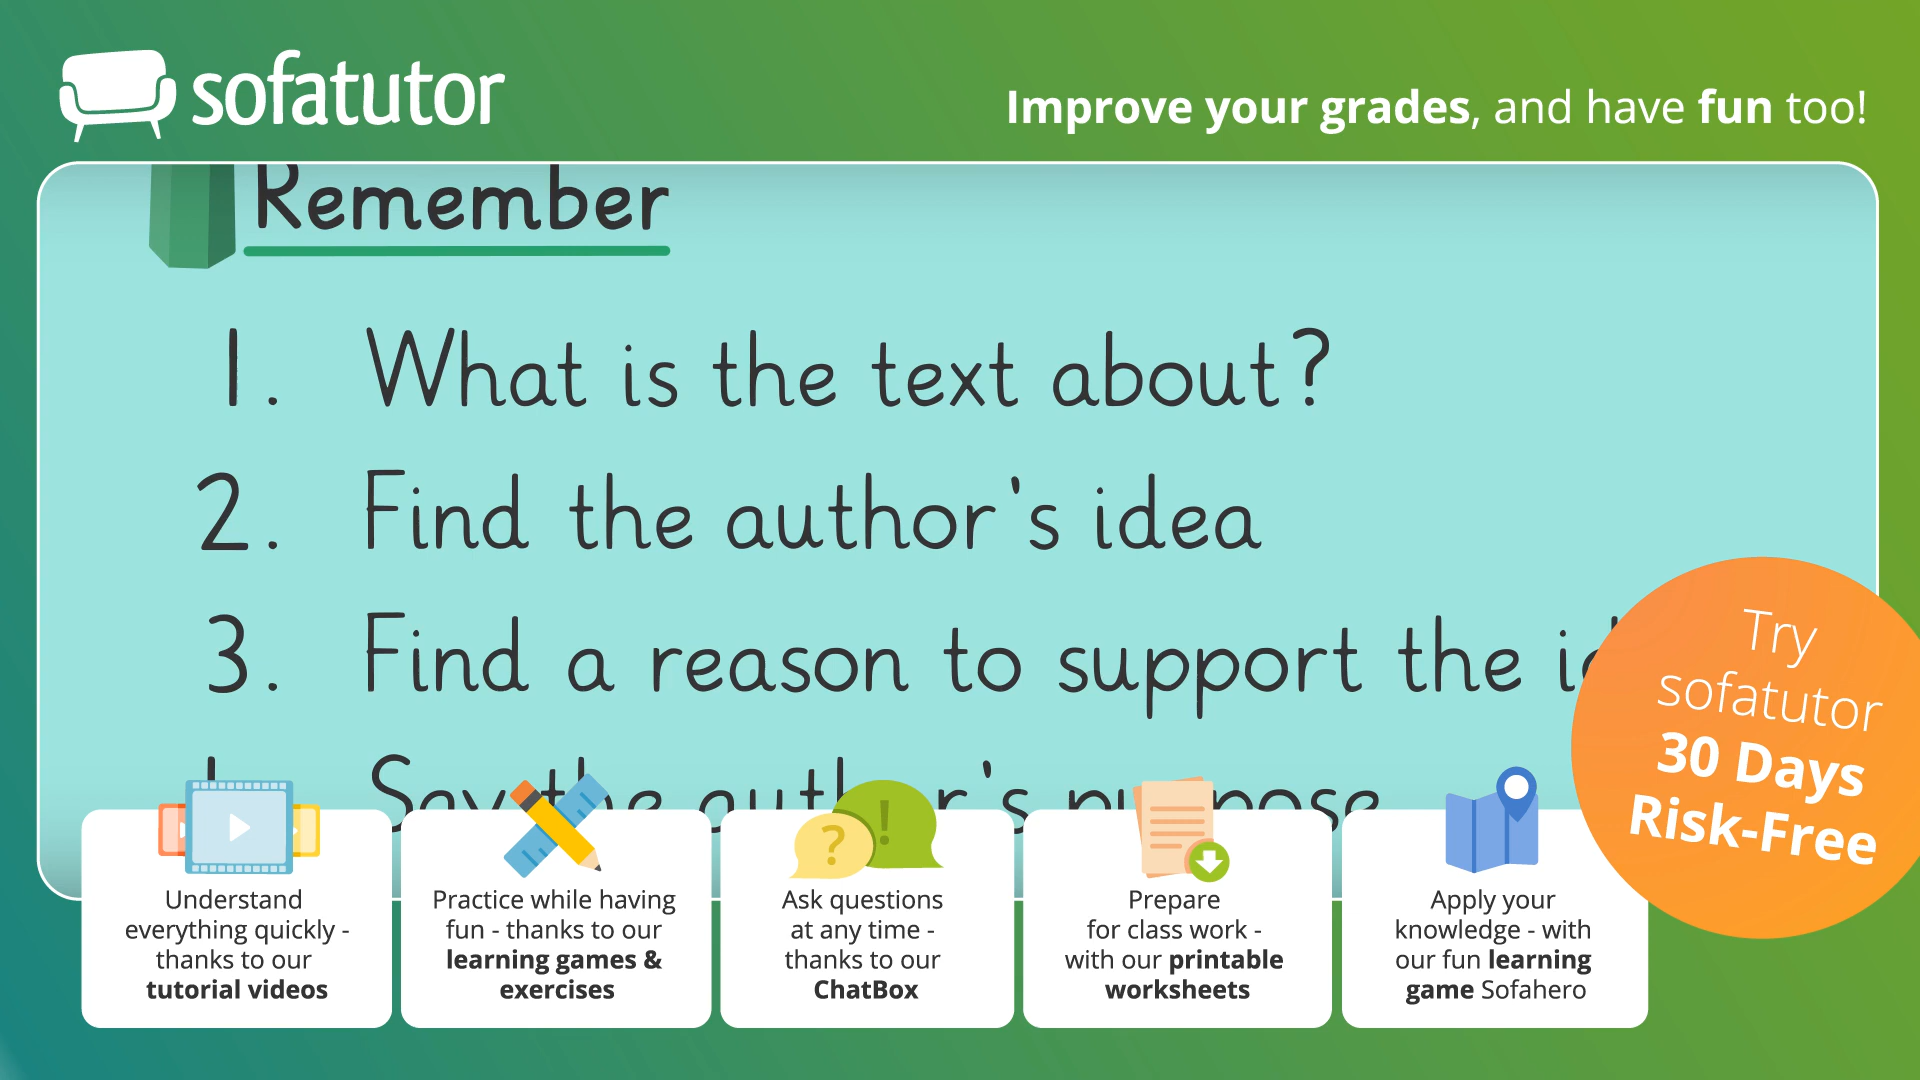 sofatutor
Improve your grades, and have fun too!
Remember
1. What is the text about?
2. Find the author's idea
3. Find a reason to support the
Say the author's purpose
Try
sofatutor
30 Days
Risk-Free
Understand
everything quickly -
thanks to our
tutorial videos
Practice while having
fun - thanks to our
learning games &
exercises
? !
Ask questions
at any time -
thanks to our
ChatBox
Prepare
for class work -
with our printable
worksheets
Apply your
knowledge - with
our fun learning
game Sofahero